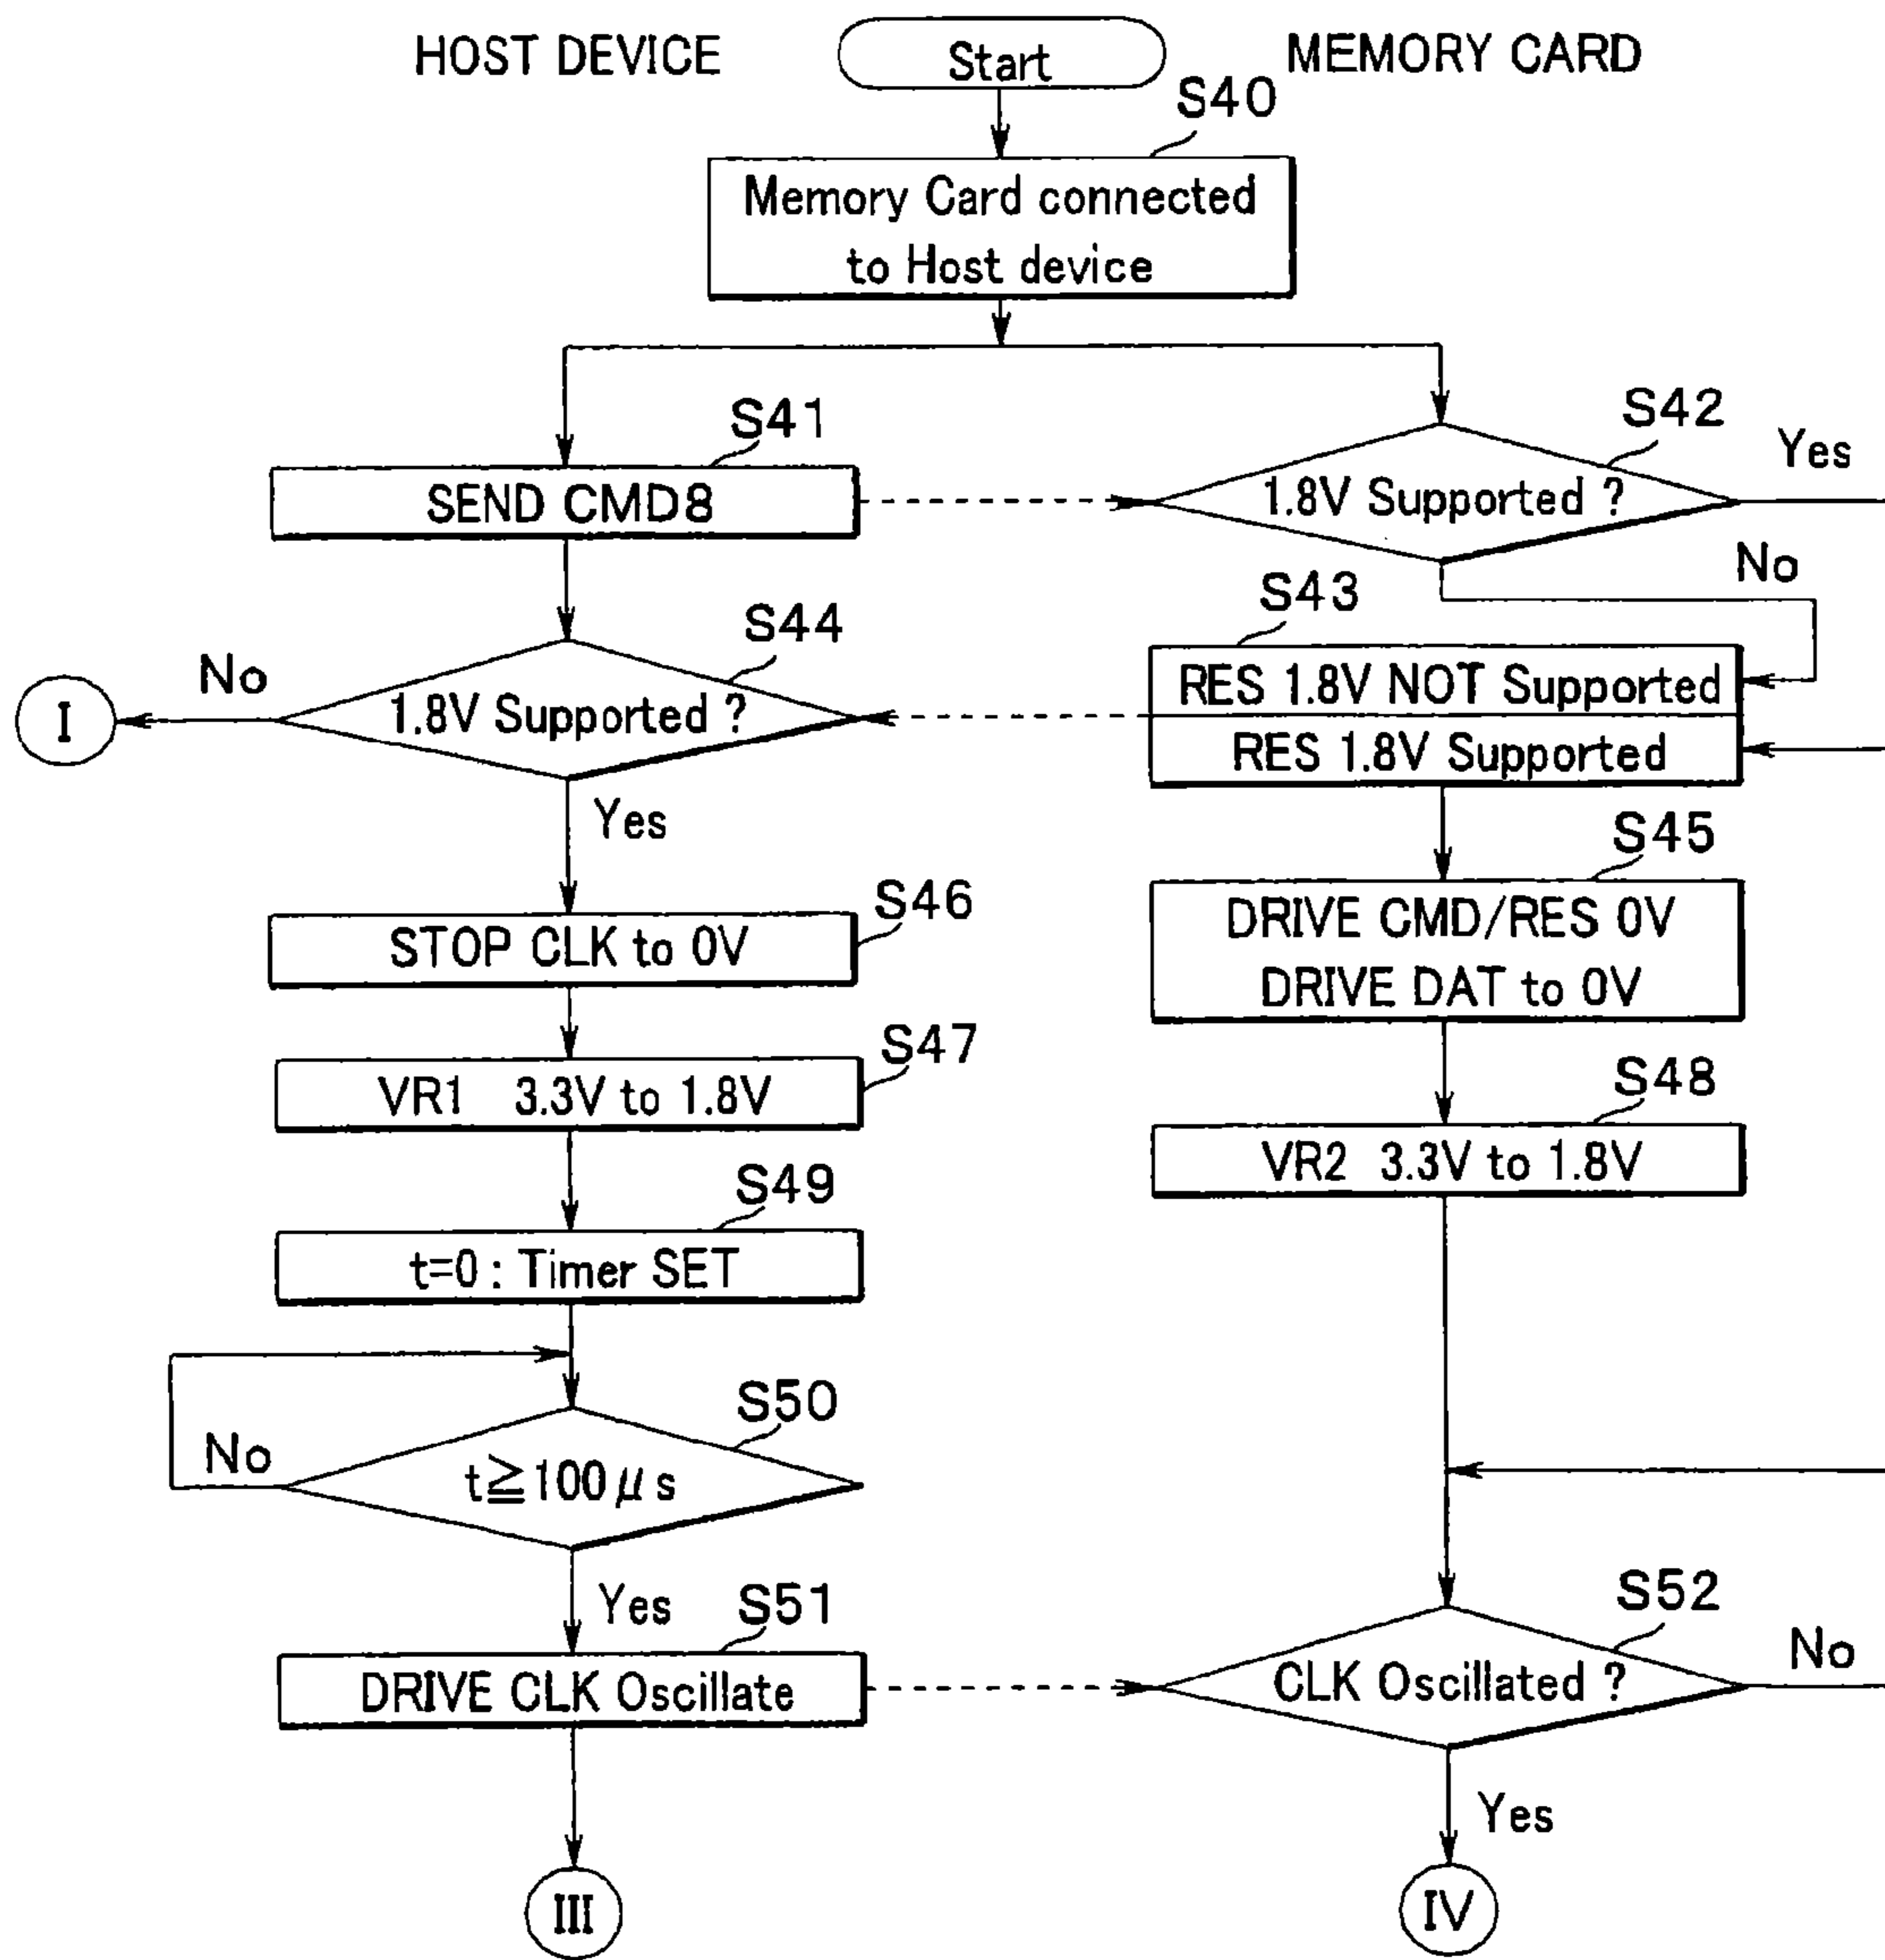 HOST DEVICE
Start
MEMORY CARD
S40
Memory Card connected
to Host device
S41
SEND CMD8
S42
1.8V Supported ?
Yes
No
S43
RES 1.8V NOT Supported
RES 1.8V Supported
S44
1.8V Supported ?
No
I
Yes
S45
DRIVE CMD/RES 0V
DRIVE DAT to 0V
S46
STOP CLK to 0V
S47
VR1 3.3V to 1.8V
S48
VR2 3.3V to 1.8V
S49
t=0 : Timer SET
S50
t≧100μs
No
Yes
S51
DRIVE CLK Oscillate
S52
CLK Oscillated ?
No
Yes
III
IV